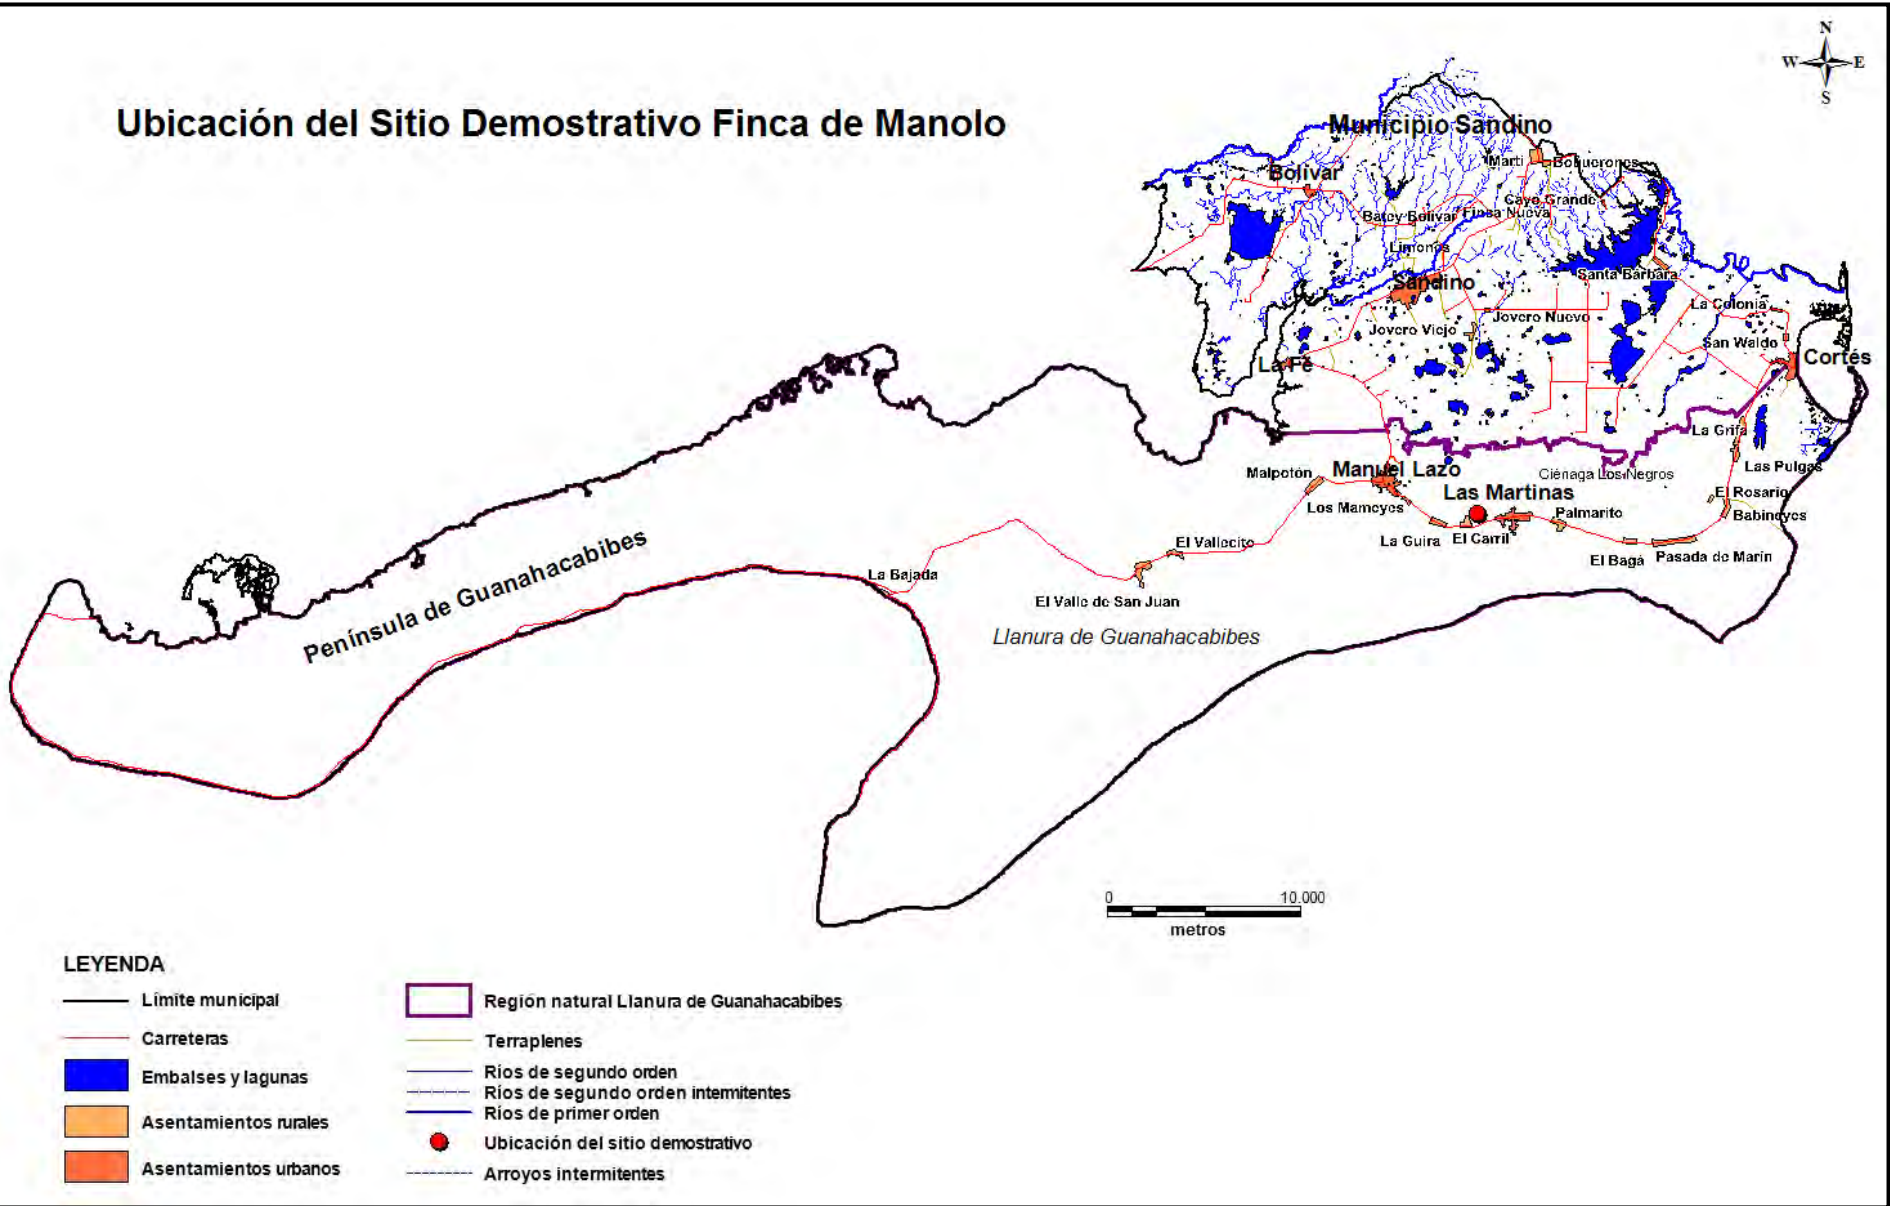 N
W E
S
Ubicación del Sitio Demostrativo Finca de Manolo
Municipio Sandino
Martí
Boquerones
Bolívar
Cayo Grande
Batey Bolívar
Finca Nueva
Limones
Santa Bárbara
Sandino
La Colonia
Jovero Nuevo
Jovero Viejo
San Waldo
Cortés
La Fé
La Grifa
Las Pulgas
Ciénaga Los Negros
Malpotón
Manuel Lazo
Las Martinas
El Rosario
Los Mameyes
Palmarito
Babineyes
La Guira
El Carril
El Vallecito
El Bagá
Pasada de Marín
La Bajada
El Valle de San Juan
Península de Guanahacabibes
Llanura de Guanahacabibes
0 10.000
metros
LEYENDA
Límite municipal
Carreteras
Embalses y lagunas
Asentamientos rurales
Asentamientos urbanos
Región natural Llanura de Guanahacabibes
Terraplenes
Ríos de segundo orden
Ríos de segundo orden intermitentes
Ríos de primer orden
Ubicación del sitio demostrativo
Arroyos intermitentes